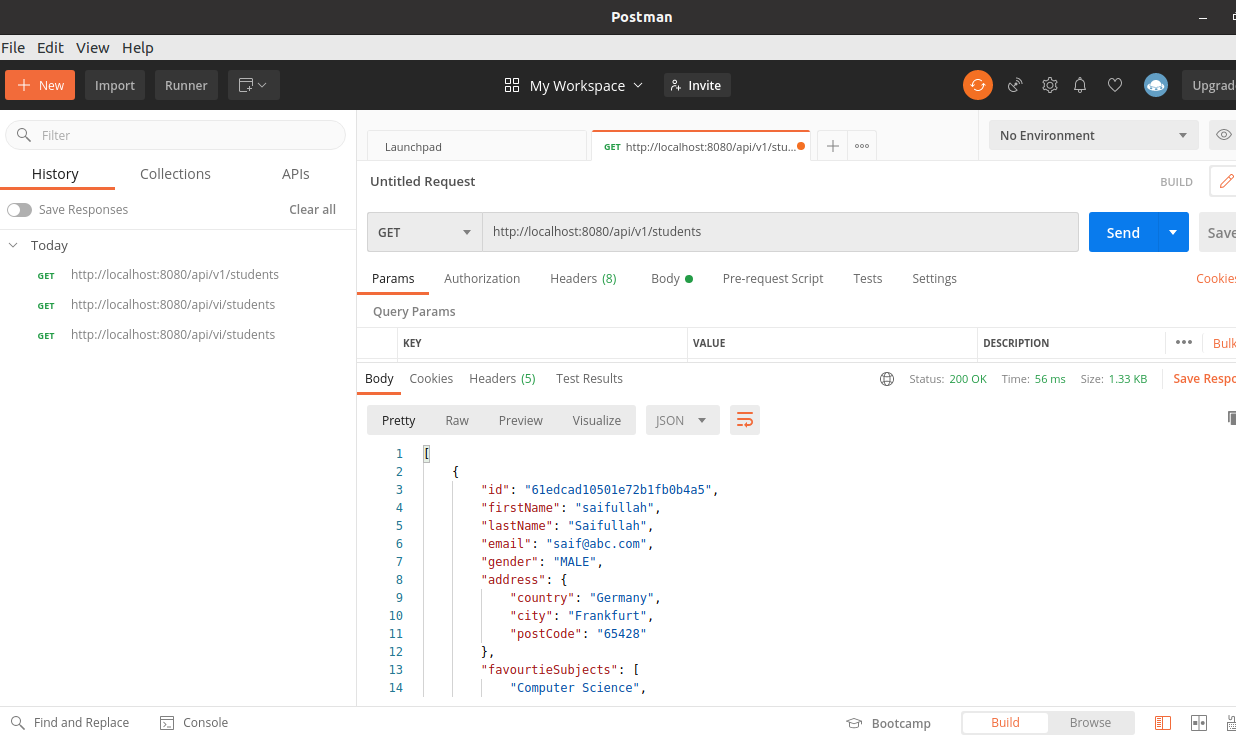 Postman
File Edit View Help
New Import Runner My Workspace Invite
Filter Launchpad GET http://localhost:8080/api/v1/stu... No Environment
History Collections APIs Untitled Request BUILD
Save Responses Clear all
GET http://localhost:8080/api/v1/students Send
Today
GET http://localhost:8080/api/v1/students
GET http://localhost:8080/api/vi/students
GET http://localhost:8080/api/vi/students
Params Authorization Headers (8) Body Pre-request Script Tests Settings
Query Params
KEY VALUE DESCRIPTION
Body Cookies Headers (5) Test Results Status: 200 OK Time: 56 ms Size: 1.33 KB
Pretty Raw Preview Visualize JSON
1 [
2 {
3 "id": "61edcad10501e72b1fb0b4a5",
4 "firstName": "saifullah",
5 "lastName": "Saifullah",
6 "email": "saif@abc.com",
7 "gender": "MALE",
8 "address": {
9 "country": "Germany",
10 "city": "Frankfurt",
11 "postCode": "65428"
12 },
13 "favourtieSubjects": [
14 "Computer Science",
Find and Replace Console Bootcamp Build Browse